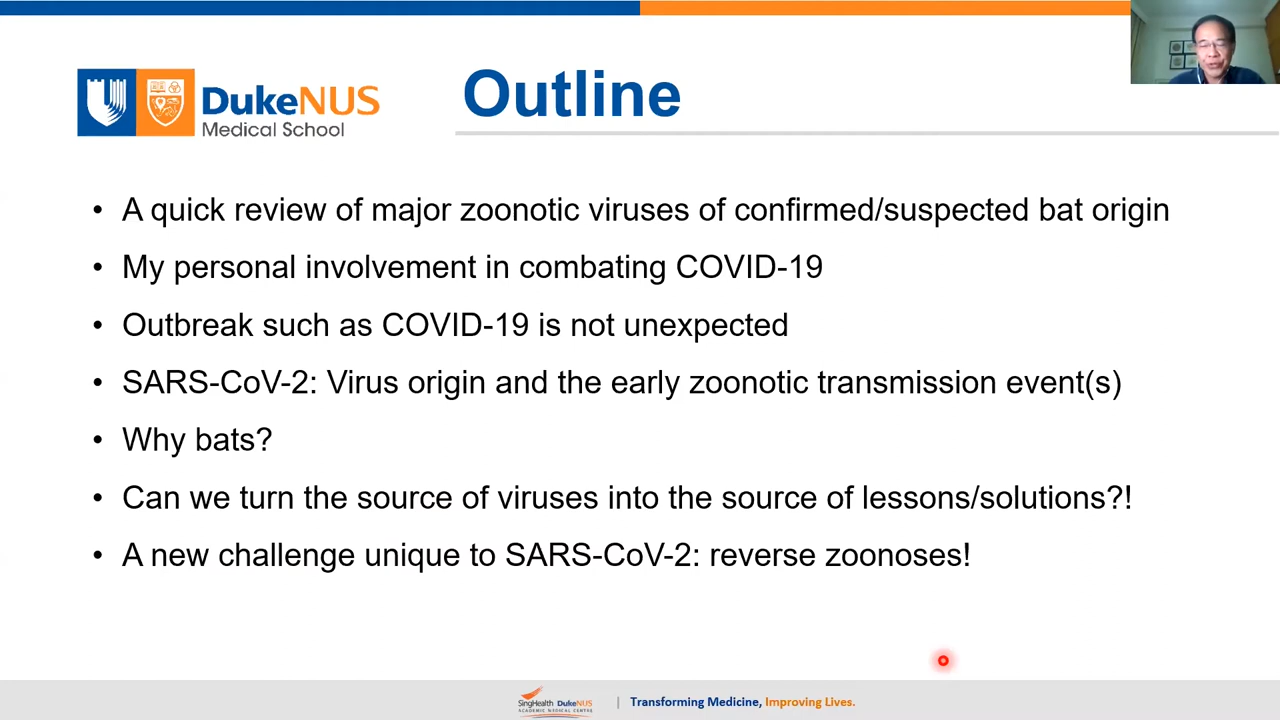 DukeNUS
Medical School
Outline
• A quick review of major zoonotic viruses of confirmed/suspected bat origin
• My personal involvement in combating COVID-19
• Outbreak such as COVID-19 is not unexpected
• SARS-CoV-2: Virus origin and the early zoonotic transmission event(s)
• Why bats?
• Can we turn the source of viruses into the source of lessons/solutions?!
• A new challenge unique to SARS-CoV-2: reverse zoonoses!
SingHealth DukeNUS
ACADEMIC MEDICAL CENTRE
| Transforming Medicine, Improving Lives.